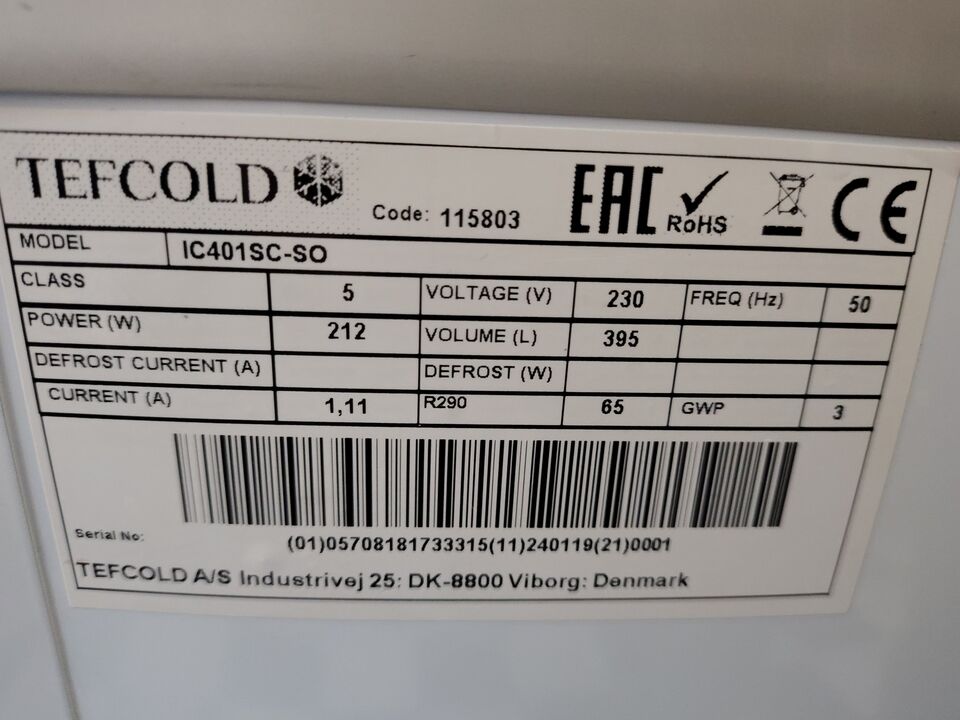 TEFCOLD Code: 115803 EAC RoHS CE
MODEL IC401SC-SO
CLASS 5 VOLTAGE (V) 230 FREQ (Hz) 50
POWER (W) 212 VOLUME (L) 395
DEFROST CURRENT (A) DEFROST (W)
CURRENT (A) 1,11 R290 65 GWP 3
Serial No:
(01)05708181733315(11)240119(21)0001
TEFCOLD A/S Industrivej 25: DK-8800 Viborg: Denmark